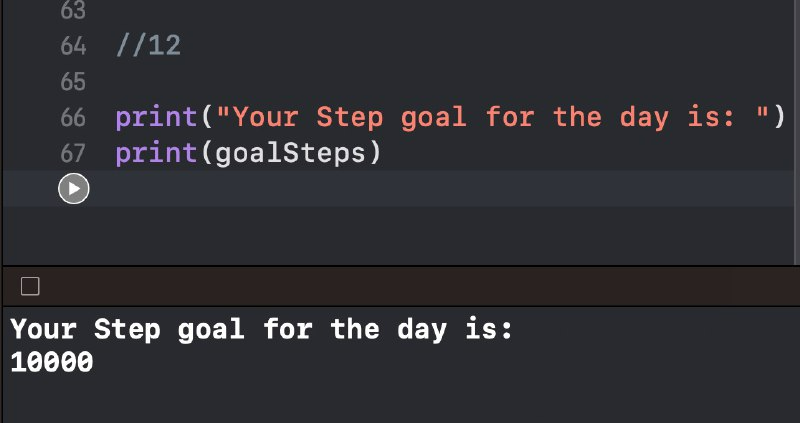 63
64 //12
65
66 print("Your Step goal for the day is: ")
67 print(goalSteps)
Your Step goal for the day is:
10000